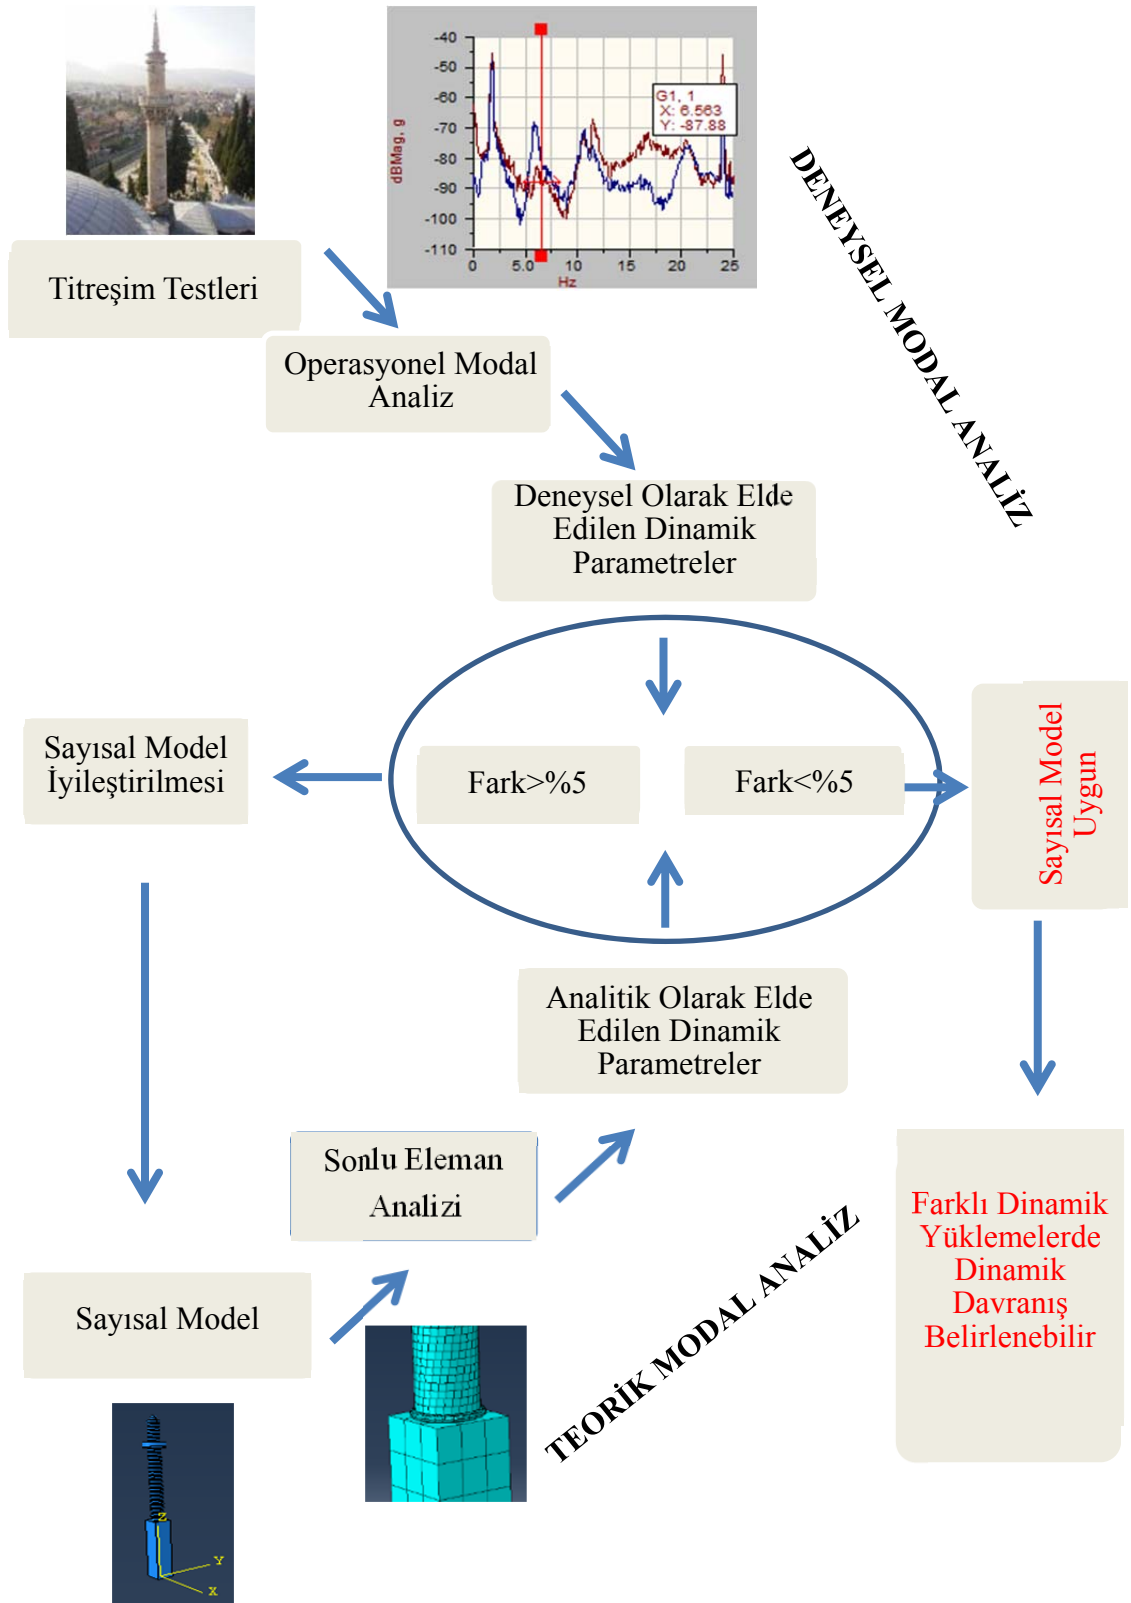 -40
-50
-60
-70
-80
-90
-100
-110
dBMag, g
G1, 1
X: 6.563
Y: -87.88
0
5.0
10
15
20
25
Hz
DENEYSEL MODAL ANALİZ
Titreşim Testleri
Operasyonel Modal
Analiz
Deneysel Olarak Elde
Edilen Dinamik
Parametreler
Sayısal Model
İyileştirilmesi
Fark>%5
Fark<%5
Sayısal Model
Uygun
Analitik Olarak Elde
Edilen Dinamik
Parametreler
Sonlu Eleman
Analizi
Farklı Dinamik
Yüklemelerde
Dinamik
Davranış
Belirlenebilir
TEORİK MODAL ANALİZ
Sayısal Model
Z
Y
X